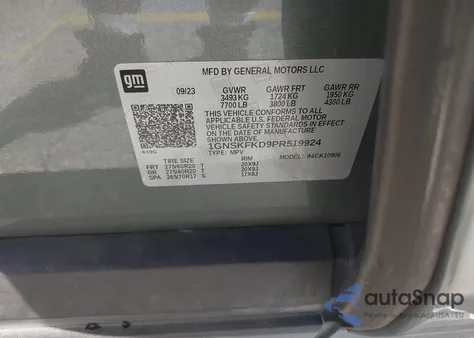 gm
MFD BY GENERAL MOTORS LLC
09/23 GVWR GAWR FRT GAWR RR
3493 KG 1724 KG 1950 KG
7700 LB 3800 LB 4300 LB
THIS VEHICLE CONFORMS TO ALL APPLICABLE U.S. FEDERAL MOTOR
VEHICLE SAFETY AND THEFT PREVENTION STANDARDS IN EFFECT ON
THE DATE OF MANUFACTURE SHOWN ABOVE.
1GNSKFKD9PR519924
TYPE: MPV MODEL:
TIRE SIZE RIM
FRT 275/60R20 T 20X9J
RR 275/60R20 T 20X9J
SPA 265/70R17 S 17X8J
autoSnap